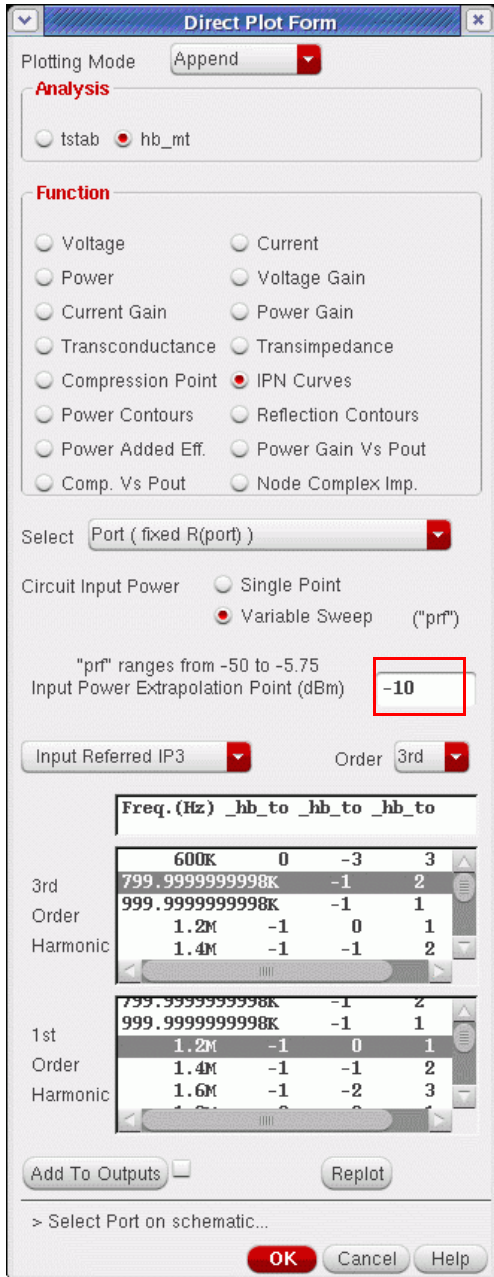 Direct Plot Form
Plotting Mode Append
Analysis
tstab hb_mt
Function
Voltage Current
Power Voltage Gain
Current Gain Power Gain
Transconductance Transimpedance
Compression Point IPN Curves
Power Contours Reflection Contours
Power Added Eff. Power Gain Vs Pout
Comp. Vs Pout Node Complex Imp.
Select Port ( fixed R(port) )
Circuit Input Power Single Point
Variable Sweep ("prf")
"prf" ranges from -50 to -5.75
Input Power Extrapolation Point (dBm) -10
Input Referred IP3 Order 3rd
Freq.(Hz) _hb_to _hb_to _hb_to
600K 0 -3 3
799.9999999998K -1 2
999.9999999998K -1 1
1.2M -1 0 1
1.4M -1 -1 2
3rd
Order
Harmonic
799.9999999998K -1 2
999.9999999998K -1 1
1.2M -1 0 1
1.4M -1 -1 2
1.6M -1 -2 3
1st
Order
Harmonic
Add To Outputs Replot
> Select Port on schematic...
OK Cancel Help